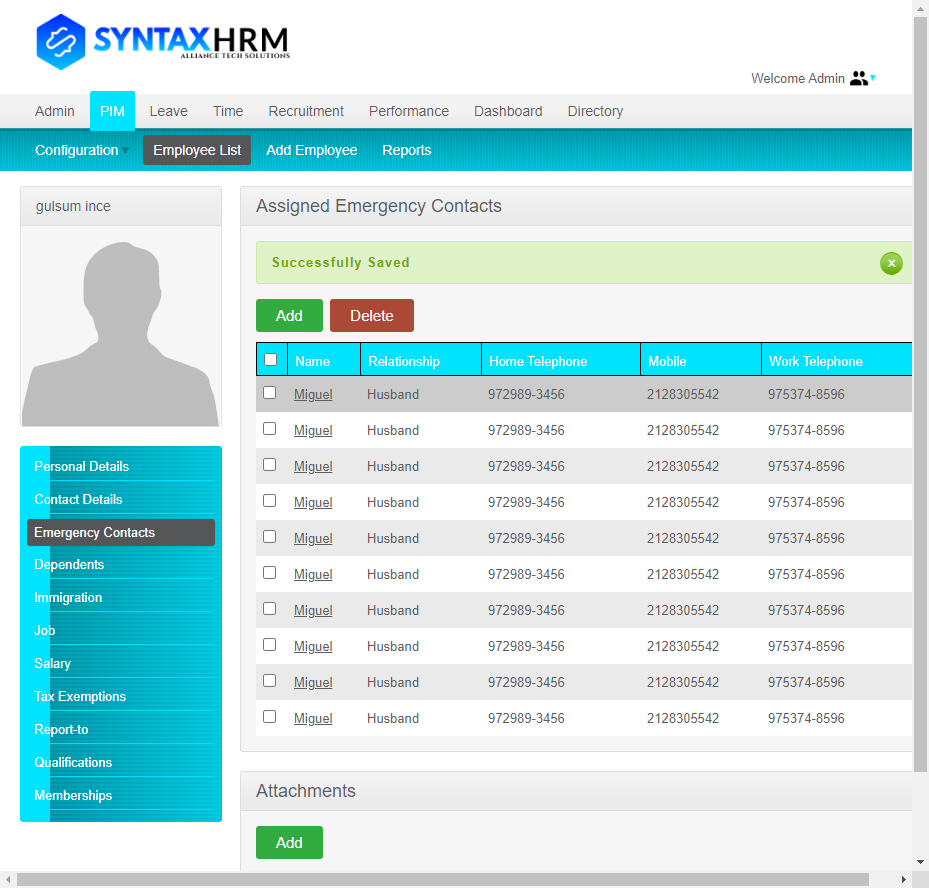 SYNTAXHRM
ALLIANCE TECH SOLUTIONS
Welcome Admin
Admin PIM Leave Time Recruitment Performance Dashboard Directory
Configuration Employee List Add Employee Reports
gulsum ince
Personal Details
Contact Details
Emergency Contacts
Dependents
Immigration
Job
Salary
Tax Exemptions
Report-to
Qualifications
Memberships
Assigned Emergency Contacts
Successfully Saved
Add Delete
Name Relationship Home Telephone Mobile Work Telephone
Miguel Husband 972989-3456 2128305542 975374-8596
Miguel Husband 972989-3456 2128305542 975374-8596
Miguel Husband 972989-3456 2128305542 975374-8596
Miguel Husband 972989-3456 2128305542 975374-8596
Miguel Husband 972989-3456 2128305542 975374-8596
Miguel Husband 972989-3456 2128305542 975374-8596
Miguel Husband 972989-3456 2128305542 975374-8596
Miguel Husband 972989-3456 2128305542 975374-8596
Miguel Husband 972989-3456 2128305542 975374-8596
Miguel Husband 972989-3456 2128305542 975374-8596
Attachments
Add